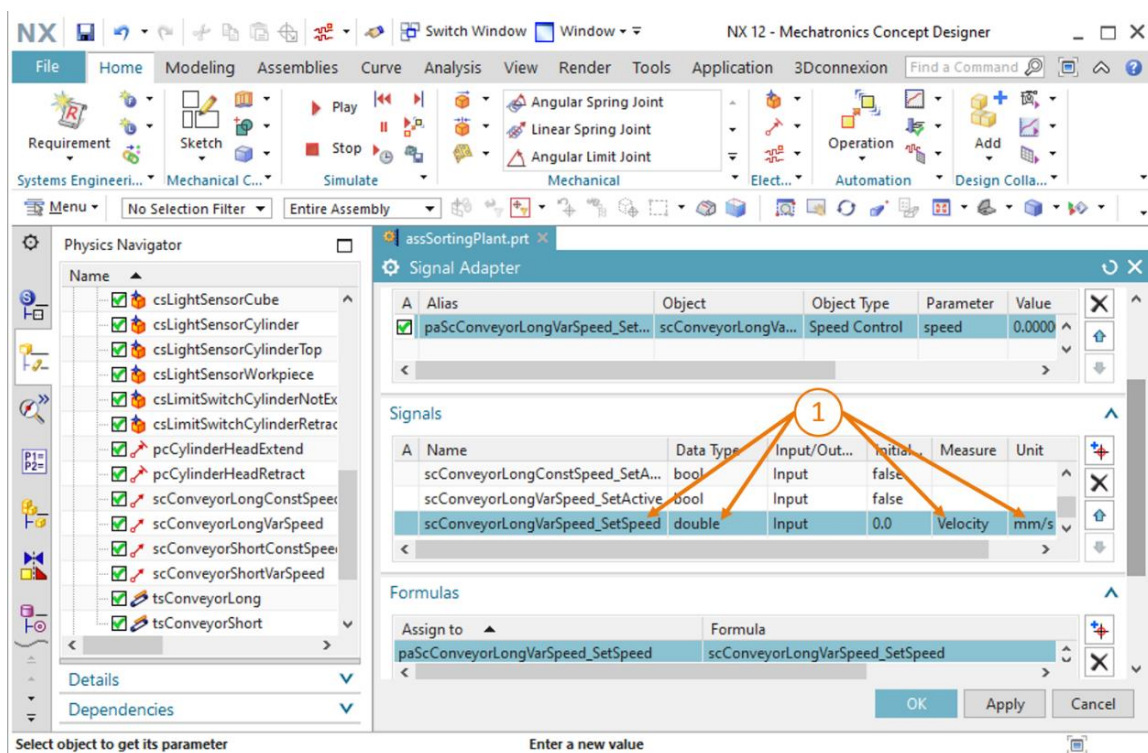 NX Switch Window Window NX 12 - Mechatronics Concept Designer
File Home Modeling Assemblies Curve Analysis View Render Tools Application 3Dconnexion Find a Command
Requirement Sketch Play Stop Angular Spring Joint Linear Spring Joint Angular Limit Joint Operation Add
Systems Engineeri... Mechanical C... Simulate Mechanical Elect... Automation Design Colla...
Menu No Selection Filter Entire Assembly
Physics Navigator
Name
csLightSensorCube
csLightSensorCylinder
csLightSensorCylinderTop
csLightSensorWorkpiece
csLimitSwitchCylinderNotEx
csLimitSwitchCylinderRetrac
pcCylinderHeadExtend
pcCylinderHeadRetract
scConveyorLongConstSpeed
scConveyorLongVarSpeed
scConveyorShortConstSpee
scConveyorShortVarSpeed
tsConveyorLong
tsConveyorShort
Details
Dependencies
P1=
P2=
assSortingPlant.prt
Signal Adapter
A Alias Object Object Type Parameter Value
paScConveyorLongVarSpeed_Set... scConveyorLongVa... Speed Control speed 0.0000
Signals
1
A Name Data Type Input/Out... Initial... Measure Unit
scConveyorLongConstSpeed_SetA... bool Input false
scConveyorLongVarSpeed_SetActive bool Input false
scConveyorLongVarSpeed_SetSpeed double Input 0.0 Velocity mm/s
Formulas
Assign to Formula
paScConveyorLongVarSpeed_SetSpeed scConveyorLongVarSpeed_SetSpeed
OK Apply Cancel
Select object to get its parameter Enter a new value